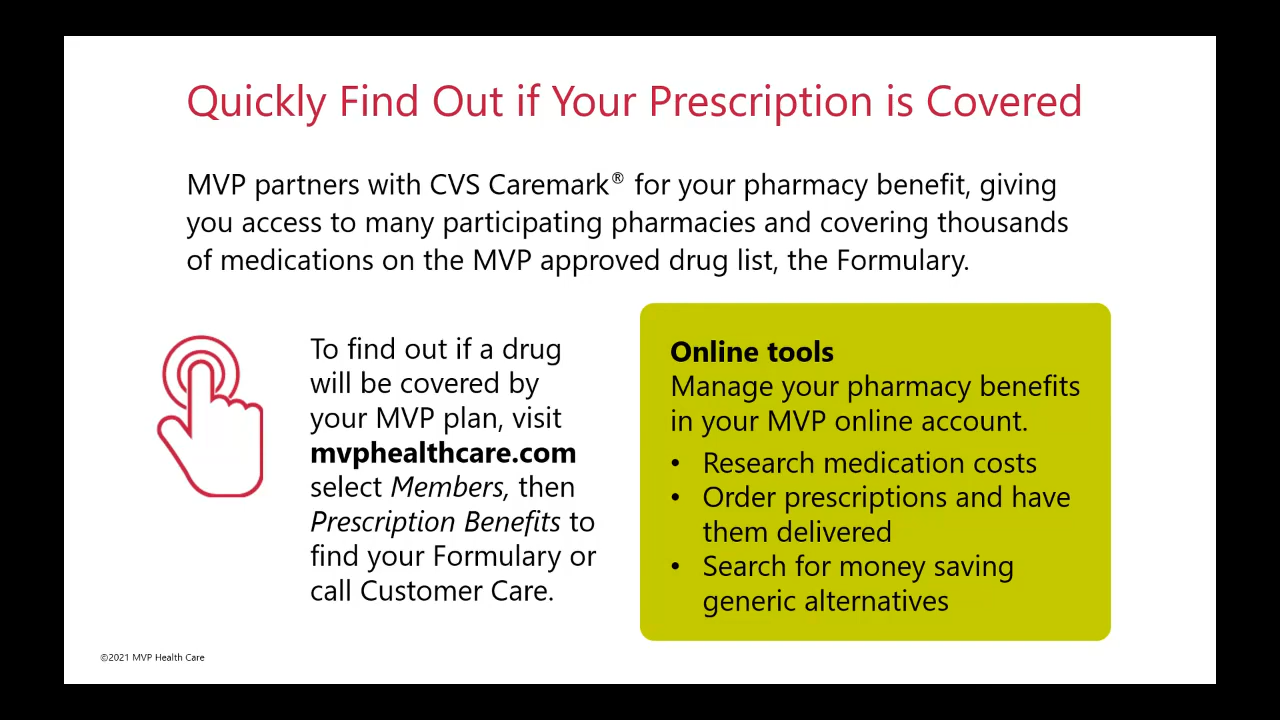 Quickly Find Out if Your Prescription is Covered
MVP partners with CVS Caremark® for your pharmacy benefit, giving
you access to many participating pharmacies and covering thousands
of medications on the MVP approved drug list, the Formulary.
To find out if a drug
will be covered by
your MVP plan, visit
mvphealthcare.com
select Members, then
Prescription Benefits to
find your Formulary or
call Customer Care.
Online tools
Manage your pharmacy benefits
in your MVP online account.
• Research medication costs
• Order prescriptions and have
them delivered
• Search for money saving
generic alternatives
©2021 MVP Health Care